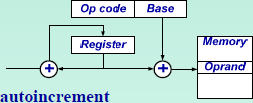 Op code Base
Register
Memory
Oprand
+ +
autoincrement